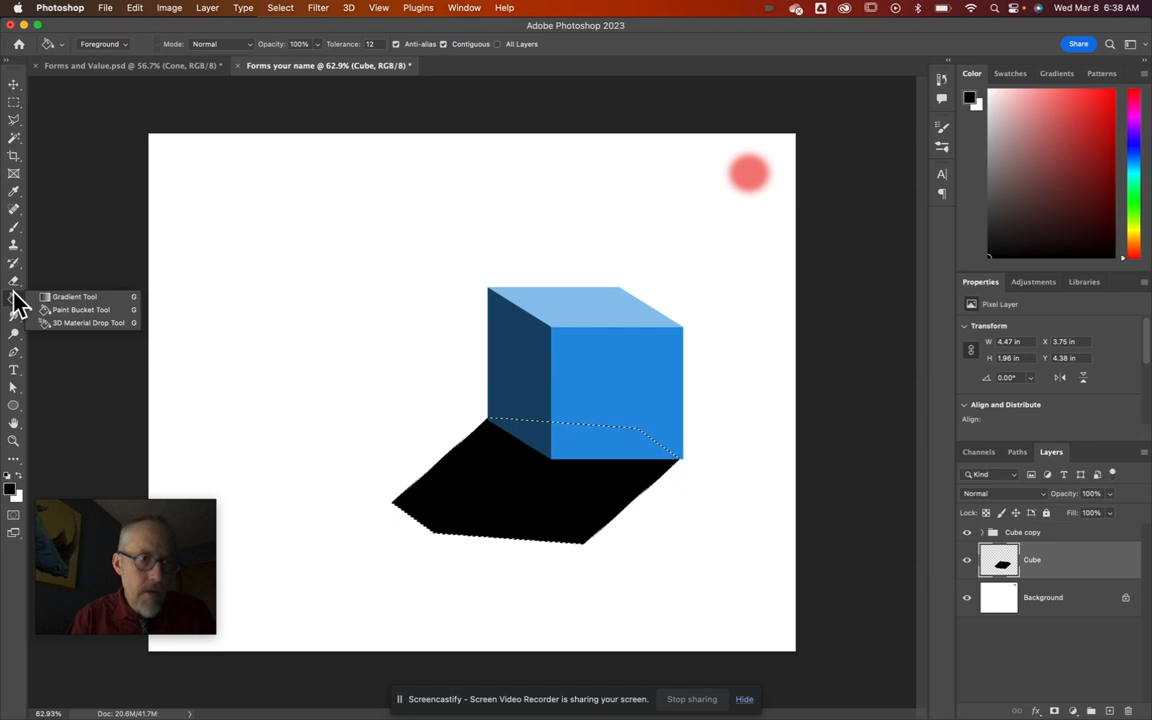 Photoshop File Edit Image Layer Type Select Filter 3D View Plugins Window Help Wed Mar 8 6:38 AM
Adobe Photoshop 2023
Foreground Mode: Normal Opacity: 100% Tolerance: 12 Anti-alias Contiguous All Layers Share
× Forms and Value.psd @ 56.7% (Cone, RGB/8) * × Forms your name @ 62.9% (Cube, RGB/8) *
Color Swatches Gradients Patterns
Gradient Tool G
Paint Bucket Tool G
3D Material Drop Tool G
Properties Adjustments Libraries
Pixel Layer
Transform
W 4.47 in X 3.75 in
H 1.96 in Y 4.38 in
0.00°
Align and Distribute
Align:
Channels Paths Layers
Kind
Normal Opacity: 100%
Lock: Fill: 100%
Cube copy
Cube
Background
Screencastify - Screen Video Recorder is sharing your screen. Stop sharing Hide
62.93% Doc: 20.6M/41.7M